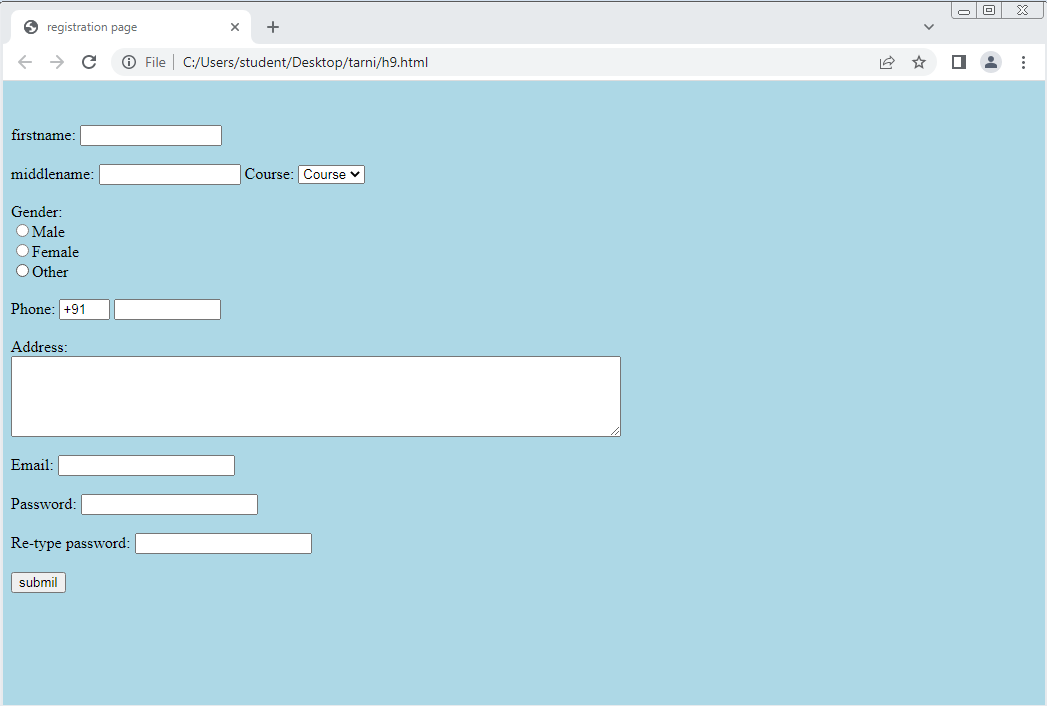 registration page
File C:/Users/student/Desktop/tarni/h9.html
firstname:
middlename: Course: Course
Gender:
Male
Female
Other
Phone: +91
Address:
Email:
Password:
Re-type password:
submil